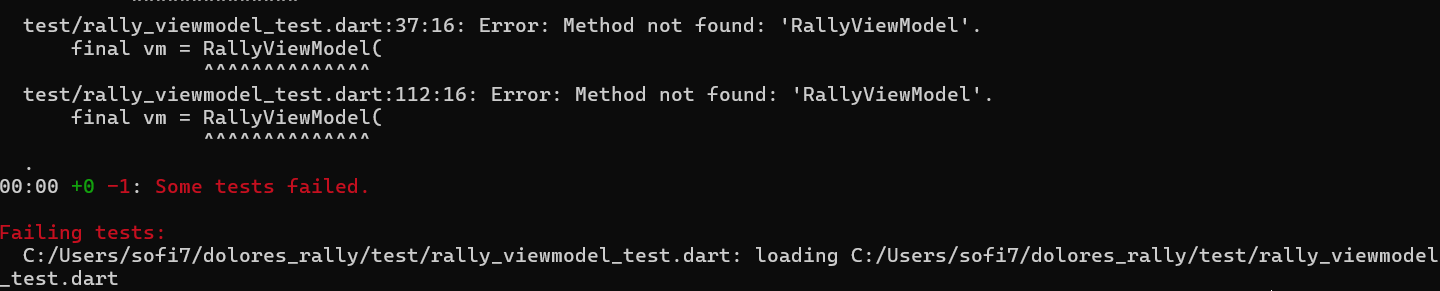 test/rally_viewmodel_test.dart:37:16: Error: Method not found: 'RallyViewModel'.
final vm = RallyViewModel(
^^^^^^^^^^^^^^
test/rally_viewmodel_test.dart:112:16: Error: Method not found: 'RallyViewModel'.
final vm = RallyViewModel(
^^^^^^^^^^^^^^
.
00:00 +0 -1: Some tests failed.
Failing tests:
C:/Users/sofi7/dolores_rally/test/rally_viewmodel_test.dart: loading C:/Users/sofi7/dolores_rally/test/rally_viewmodel
_test.dart